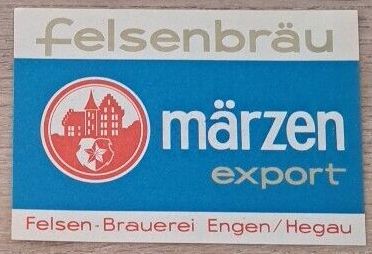 felsenbräu
märzen
export
Felsen-Brauerei Engen/Hegau